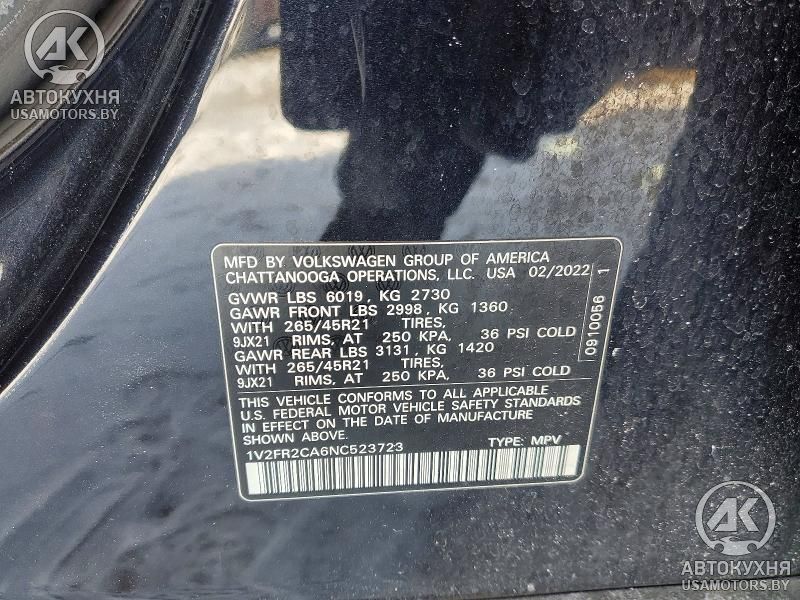 АК
АВТОКУХНЯ
USAMOTORS.BY
MFD BY VOLKSWAGEN GROUP OF AMERICA
CHATTANOOGA OPERATIONS, LLC. USA 02/2022
GVWR LBS 6019, KG 2730
GAWR FRONT LBS 2998, KG 1360
WITH 265/45R21 TIRES,
9JX21 RIMS, AT 250 KPA, 36 PSI COLD
GAWR REAR LBS 3131, KG 1420
WITH 265/45R21 TIRES,
9JX21 RIMS, AT 250 KPA, 36 PSI COLD
THIS VEHICLE CONFORMS TO ALL APPLICABLE
U.S. FEDERAL MOTOR VEHICLE SAFETY STANDARDS
IN EFFECT ON THE DATE OF MANUFACTURE
SHOWN ABOVE.
1V2FR2CA6NC523723 TYPE: MPV
0910056 1
АК
АВТОКУХНЯ
USAMOTORS.BY